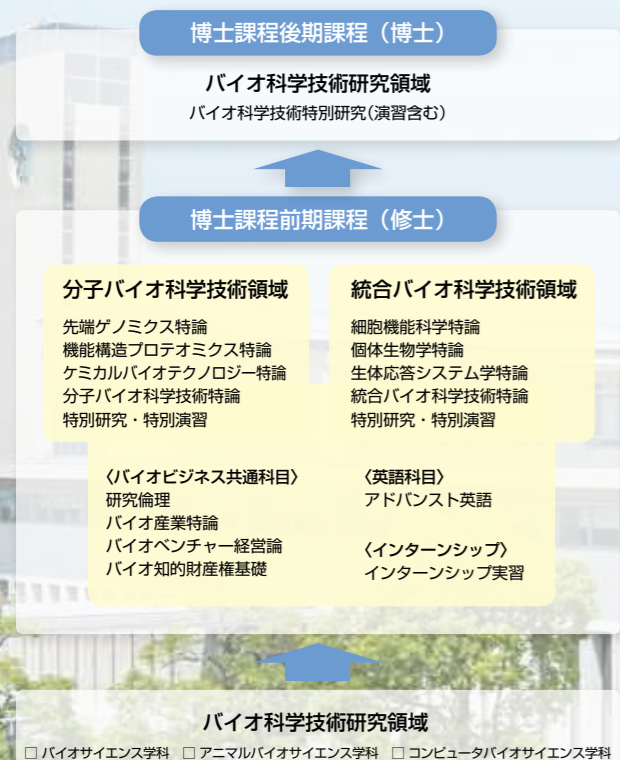 博士課程後期課程（博士）
バイオ科学技術研究領域
バイオ科学技術特別研究(演習含む)
博士課程前期課程（修士）
分子バイオ科学技術領域
先端ゲノミクス特論
機能構造プロテオミクス特論
ケミカルバイオテクノロジー特論
分子バイオ科学技術特論
特別研究・特別演習
統合バイオ科学技術領域
細胞機能科学特論
個体生物学特論
生体応答システム学特論
統合バイオ科学技術特論
特別研究・特別演習
〈バイオビジネス共通科目〉
研究倫理
バイオ産業特論
バイオベンチャー経営論
バイオ知的財産権基礎
〈英語科目〉
アドバンスト英語
〈インターンシップ〉
インターンシップ実習
バイオ科学技術研究領域
□ バイオサイエンス学科 □ アニマルバイオサイエンス学科 □ コンピュータバイオサイエンス学科